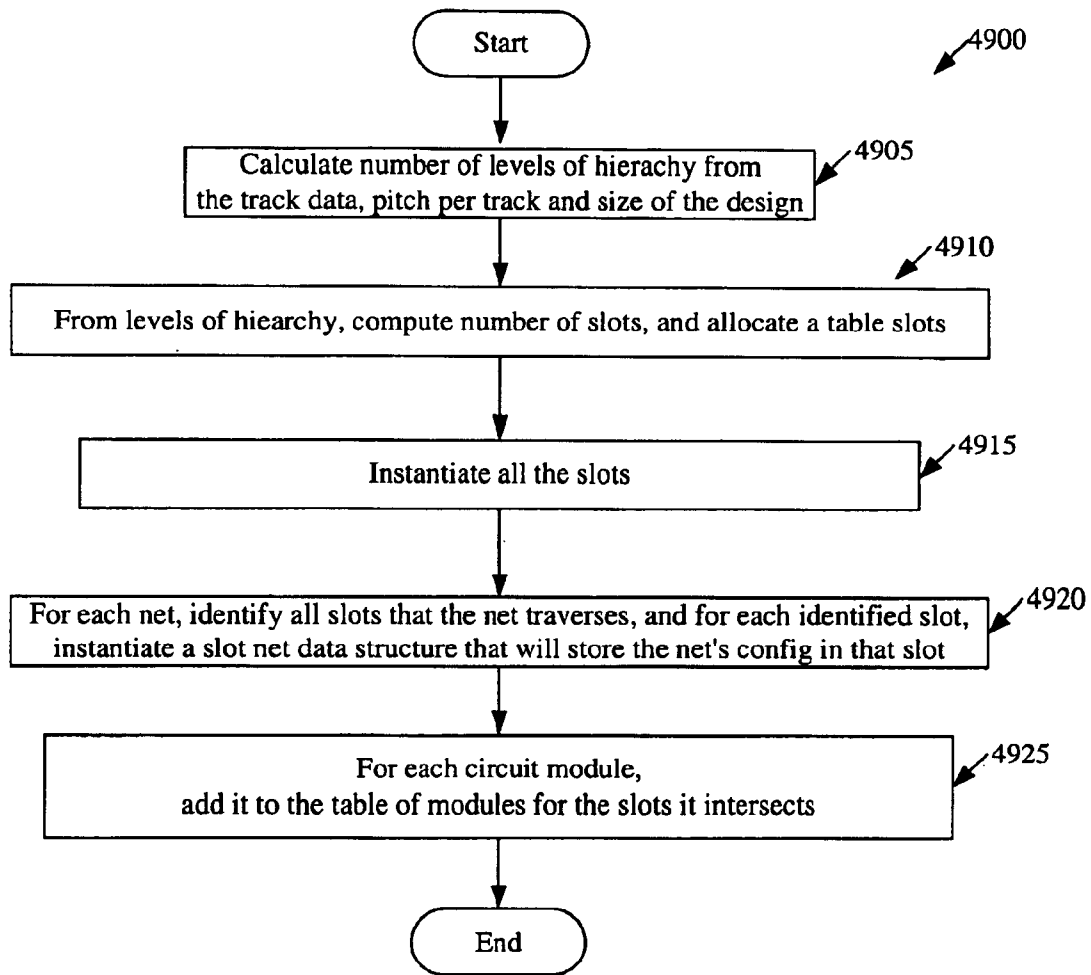 Start
4900
Calculate number of levels of hierachy from
the track data, pitch per track and size of the design
4905
4910
From levels of hiearchy, compute number of slots, and allocate a table slots
4915
Instantiate all the slots
For each net, identify all slots that the net traverses, and for each identified slot,
instantiate a slot net data structure that will store the net's config in that slot
4920
For each circuit module,
add it to the table of modules for the slots it intersects
4925
End